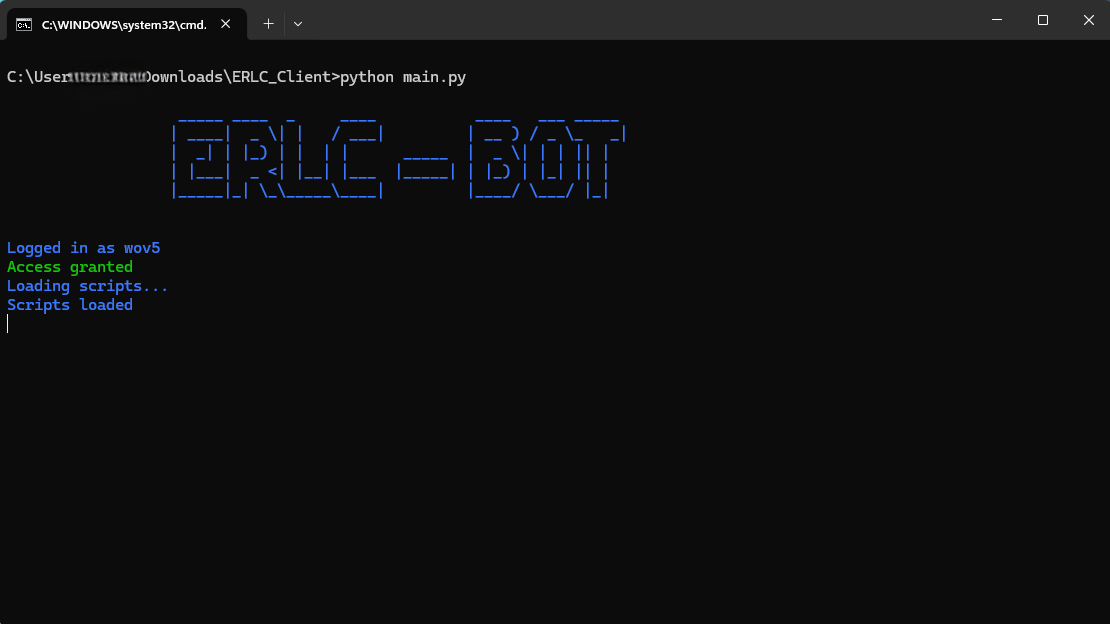 C:\WINDOWS\system32\cmd.
C:\User Downloads\ERLC_Client>python main.py
ERLC - BOT
Logged in as wov5
Access granted
Loading scripts...
Scripts loaded